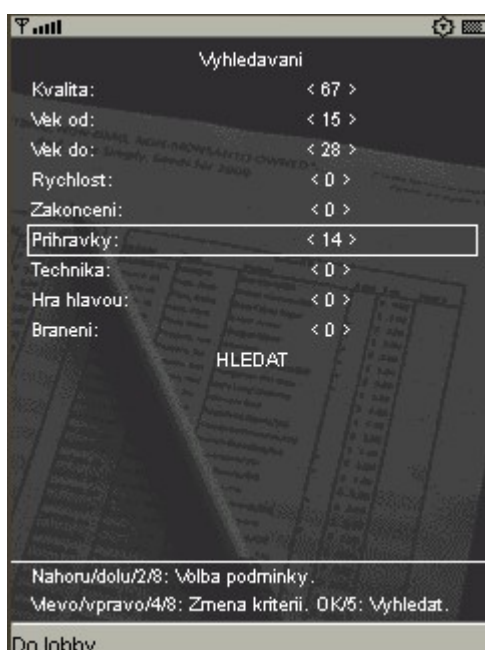 Vyhledavani
Kvalita: < 67 >
Vek od: < 15 >
Vek do: < 28 >
Rychlost: < 0 >
Zakonceni: < 0 >
Prihravky: < 14 >
Technika: < 0 >
Hra hlavou: < 0 >
Braneni: < 0 >
HLEDAT
Nahoru/dolu/2/8: Volba podminky.
Vlevo/vpravo/4/8: Zmena kriterii. OK/5: Vyhledat.
Do lobby